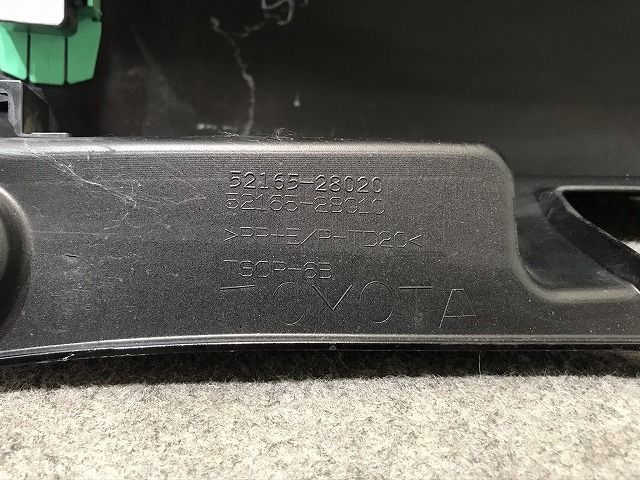 52165-28020
52165-28010
>PP+E/P-TD20<
TSOP-6B
TOYOTA